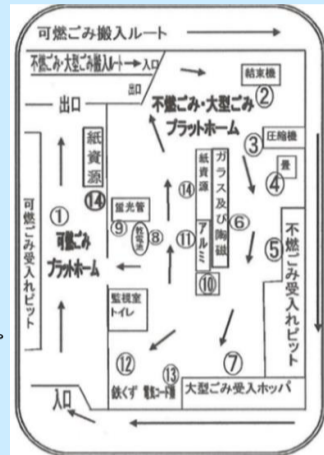 可燃ごみ搬入ルート
不燃ごみ・大型ごみ搬入ルート
入口
出口
出口
結束機
②
不燃ごみ・大型ごみ
プラットホーム
圧縮機
③
畳
④
紙資源
⑭
①
可燃ごみ
プラットホーム
可燃ごみ受入れピット
蛍光管
⑨
乾電池
⑧
紙資源
⑭
ガラス及び陶磁
⑥
アルミ
⑪
⑩
⑤
不燃ごみ受入れピット
監視室
トイレ
⑫
鉄くず
⑬
電気コード類
⑦
大型ごみ受入ホッパ
入口
。